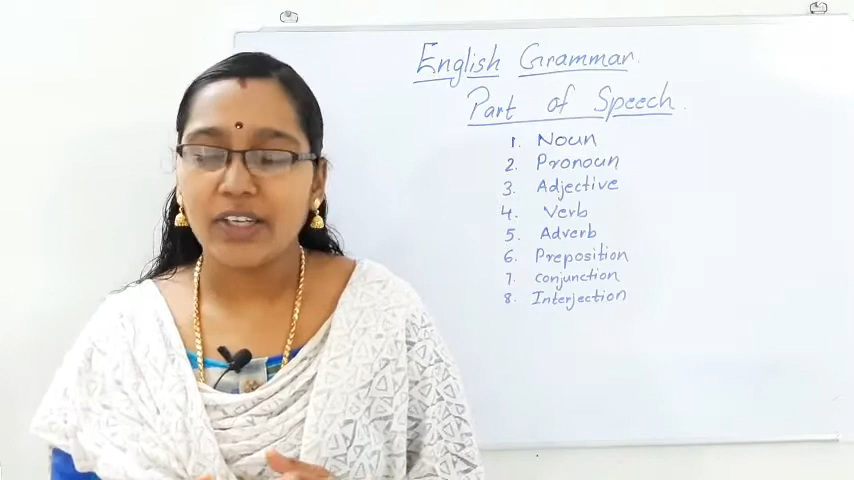 English Grammar.
Part of Speech.
1. Noun
2. Pronoun
3. Adjective
4. Verb
5. Adverb
6. Preposition
7. conjunction
8. Interjection